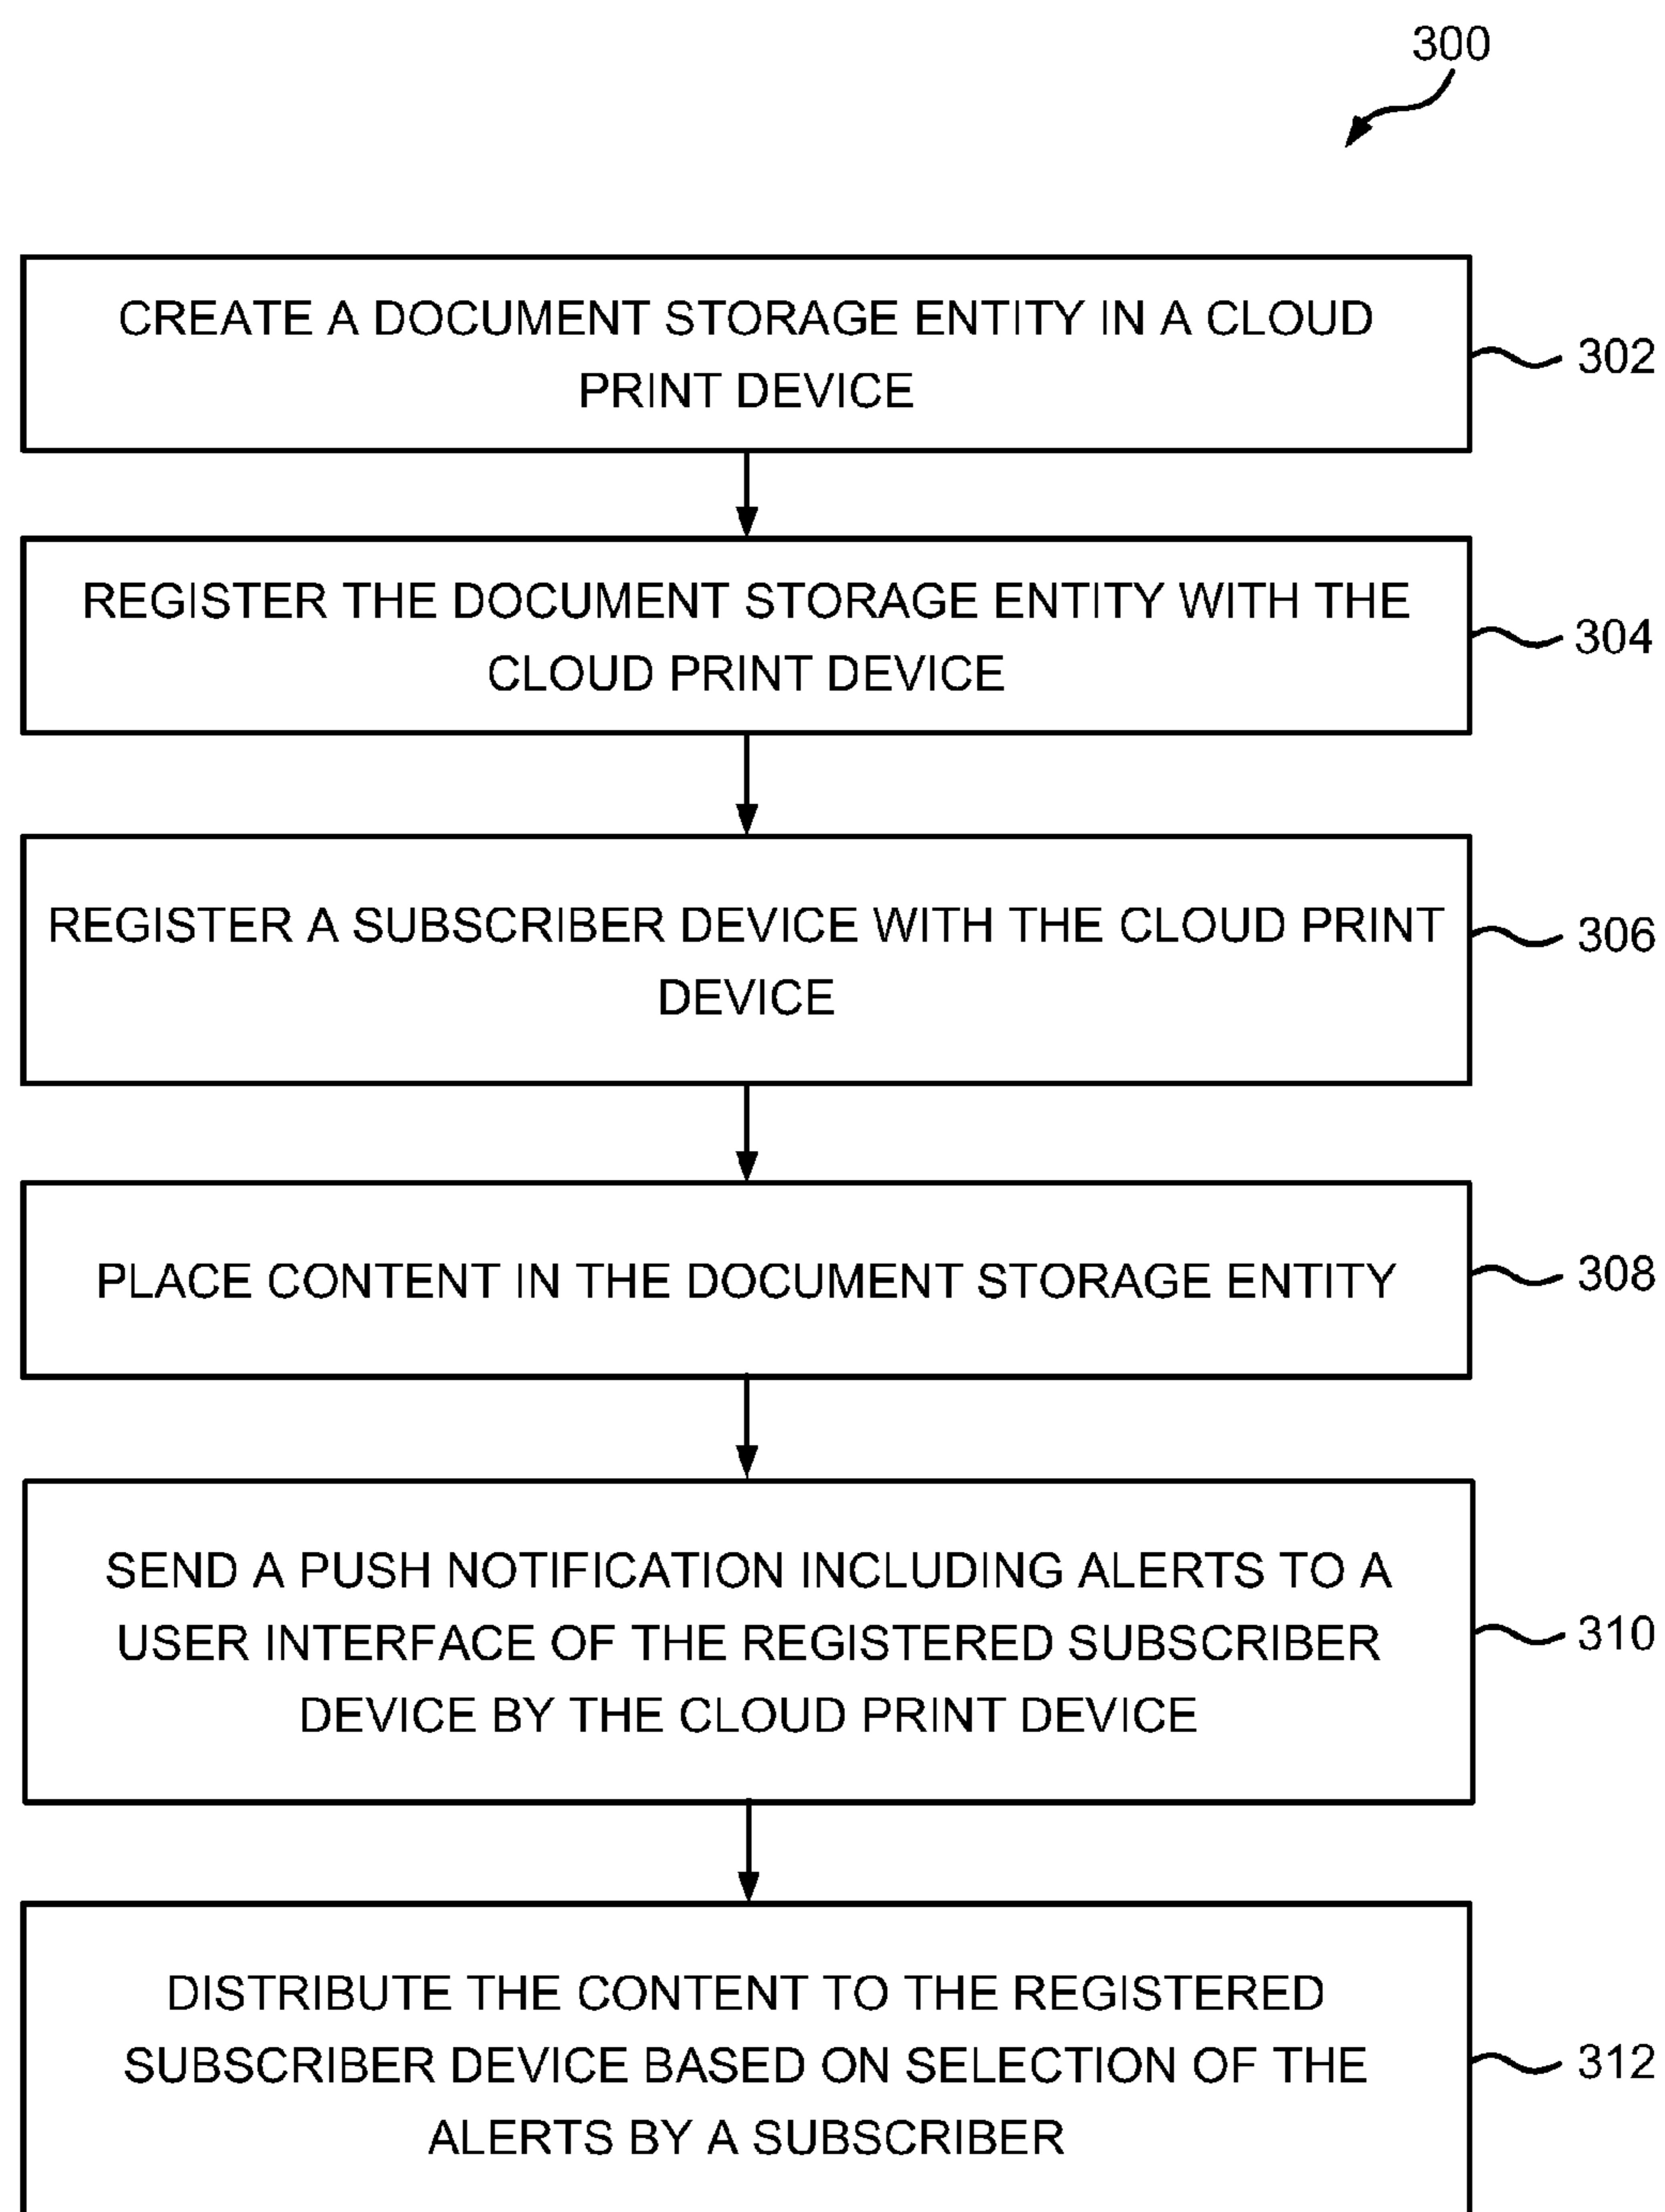 300
CREATE A DOCUMENT STORAGE ENTITY IN A CLOUD
PRINT DEVICE
302
REGISTER THE DOCUMENT STORAGE ENTITY WITH THE
CLOUD PRINT DEVICE
304
REGISTER A SUBSCRIBER DEVICE WITH THE CLOUD PRINT
DEVICE
306
PLACE CONTENT IN THE DOCUMENT STORAGE ENTITY
308
SEND A PUSH NOTIFICATION INCLUDING ALERTS TO A
USER INTERFACE OF THE REGISTERED SUBSCRIBER
DEVICE BY THE CLOUD PRINT DEVICE
310
DISTRIBUTE THE CONTENT TO THE REGISTERED
SUBSCRIBER DEVICE BASED ON SELECTION OF THE
ALERTS BY A SUBSCRIBER
312